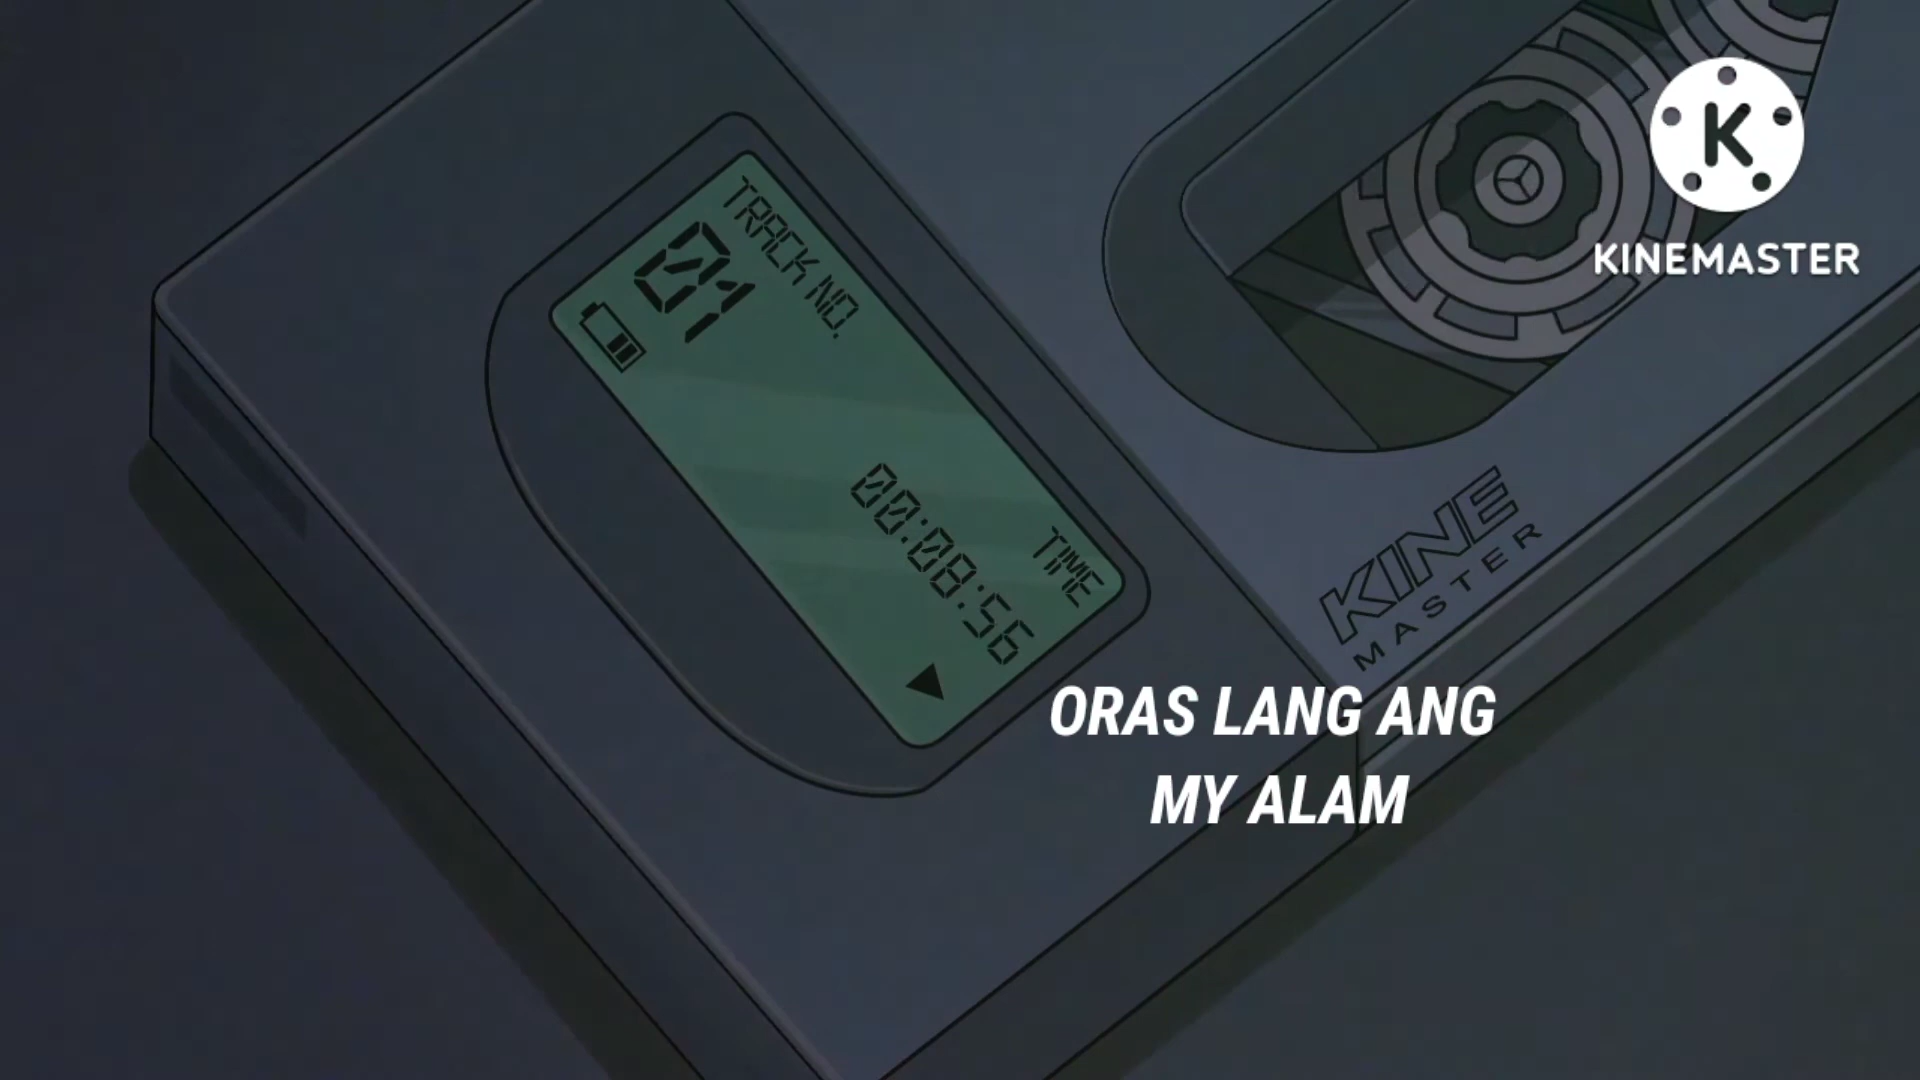 K
KINEMASTER
TRACK NO.
01
TIME
00:08:56
KINE
MASTER
ORAS LANG ANG
MY ALAM